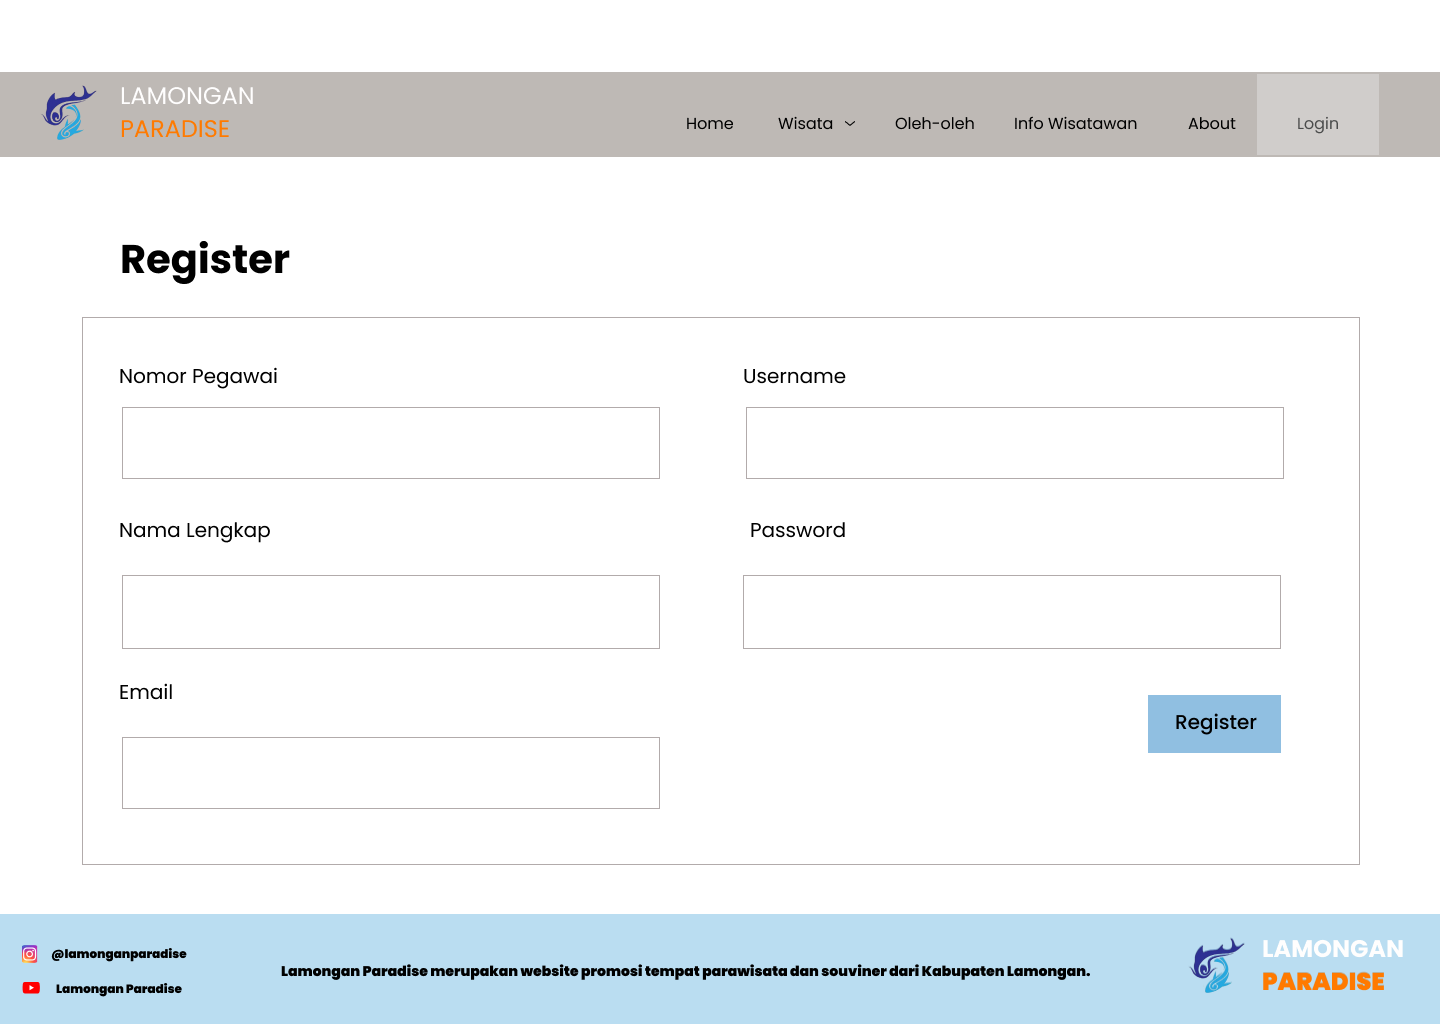 LAMONGAN
PARADISE
Home Wisata Oleh-oleh Info Wisatawan About Login
Register
Nomor Pegawai
Username
Nama Lengkap
Password
Email
Register
@lamonganparadise
Lamongan Paradise
Lamongan Paradise merupakan website promosi tempat parawisata dan souviner dari Kabupaten Lamongan.
LAMONGAN
PARADISE